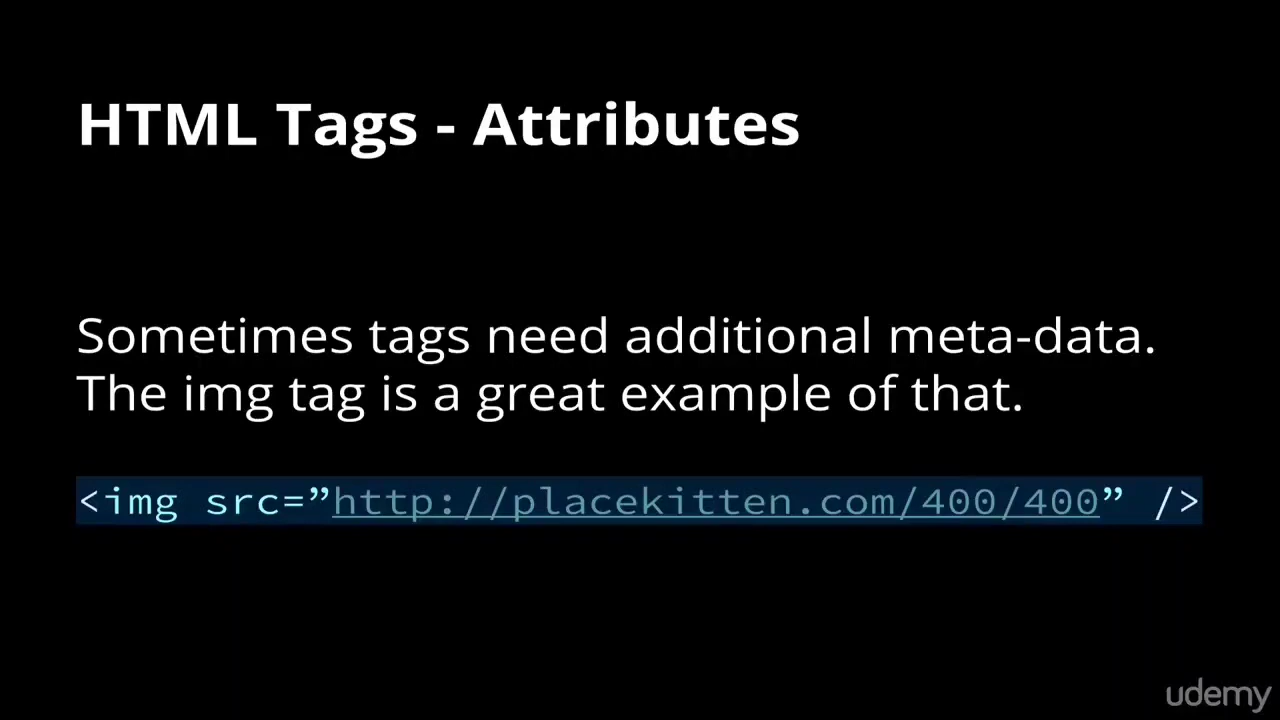 HTML Tags - Attributes
Sometimes tags need additional meta-data.
The img tag is a great example of that.
<img src=”http://placekitten.com/400/400” />
udemy